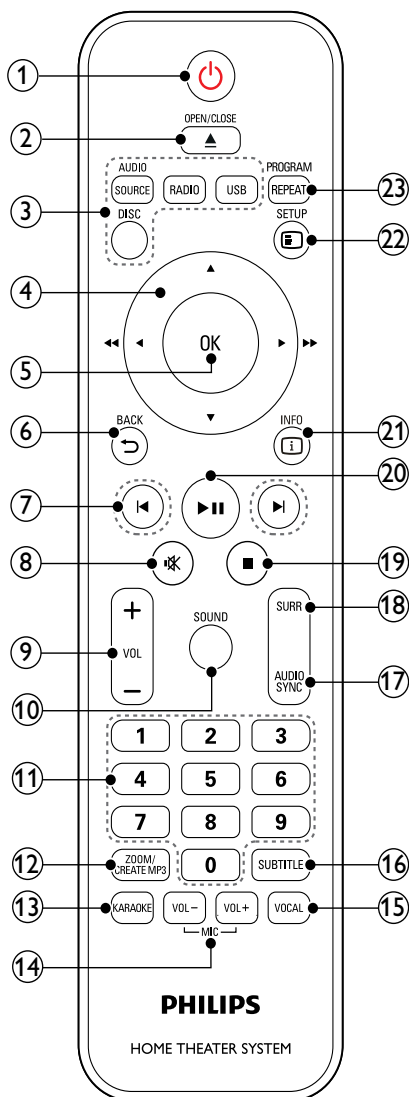 1
OPEN/CLOSE
2
AUDIO
PROGRAM
SOURCE
RADIO
USB
REPEAT
23
3
DISC
SETUP
22
4
OK
5
BACK
INFO
6
i
21
20
7
8
19
+
SURR
18
SOUND
9
VOL
–
AUDIO
SYNC
17
10
1
2
3
11
4
5
6
7
8
9
12
ZOOM/
CREATE MP3
0
SUBTITLE
16
13
KARAOKE
VOL–
VOL+
VOCAL
15
MIC
14
PHILIPS
HOME THEATER SYSTEM